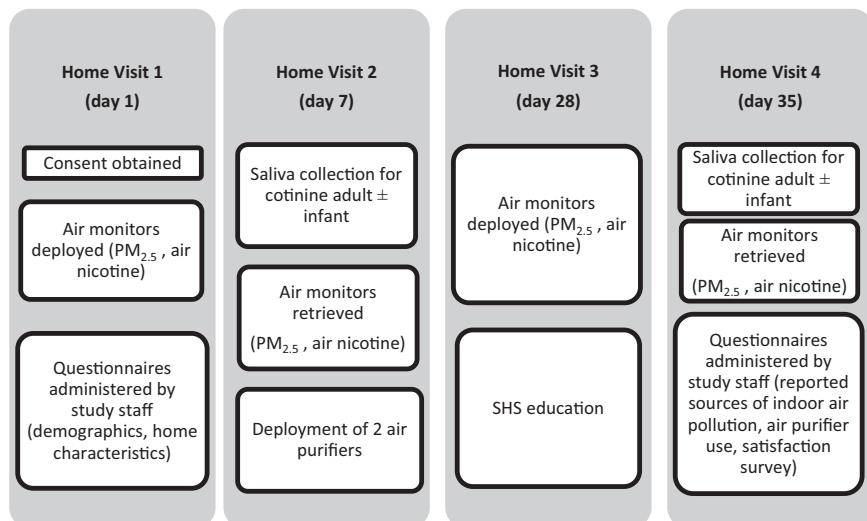 Home Visit 1
(day 1)
Consent obtained
Air monitors
deployed (PM2.5 , air
nicotine)
Questionnaires
administered by
study staff
(demographics, home
characteristics)
Home Visit 2
(day 7)
Saliva collection for
cotinine adult ±
infant
Air monitors
retrieved
(PM2.5 , air nicotine)
Deployment of 2 air
purifiers
Home Visit 3
(day 28)
Air monitors
deployed (PM2.5 , air
nicotine)
SHS education
Home Visit 4
(day 35)
Saliva collection for
cotinine adult ±
infant
Air monitors
retrieved
(PM2.5 , air nicotine)
Questionnaires
administered by
study staff (reported
sources of indoor air
pollution, air purifier
use, satisfaction
survey)